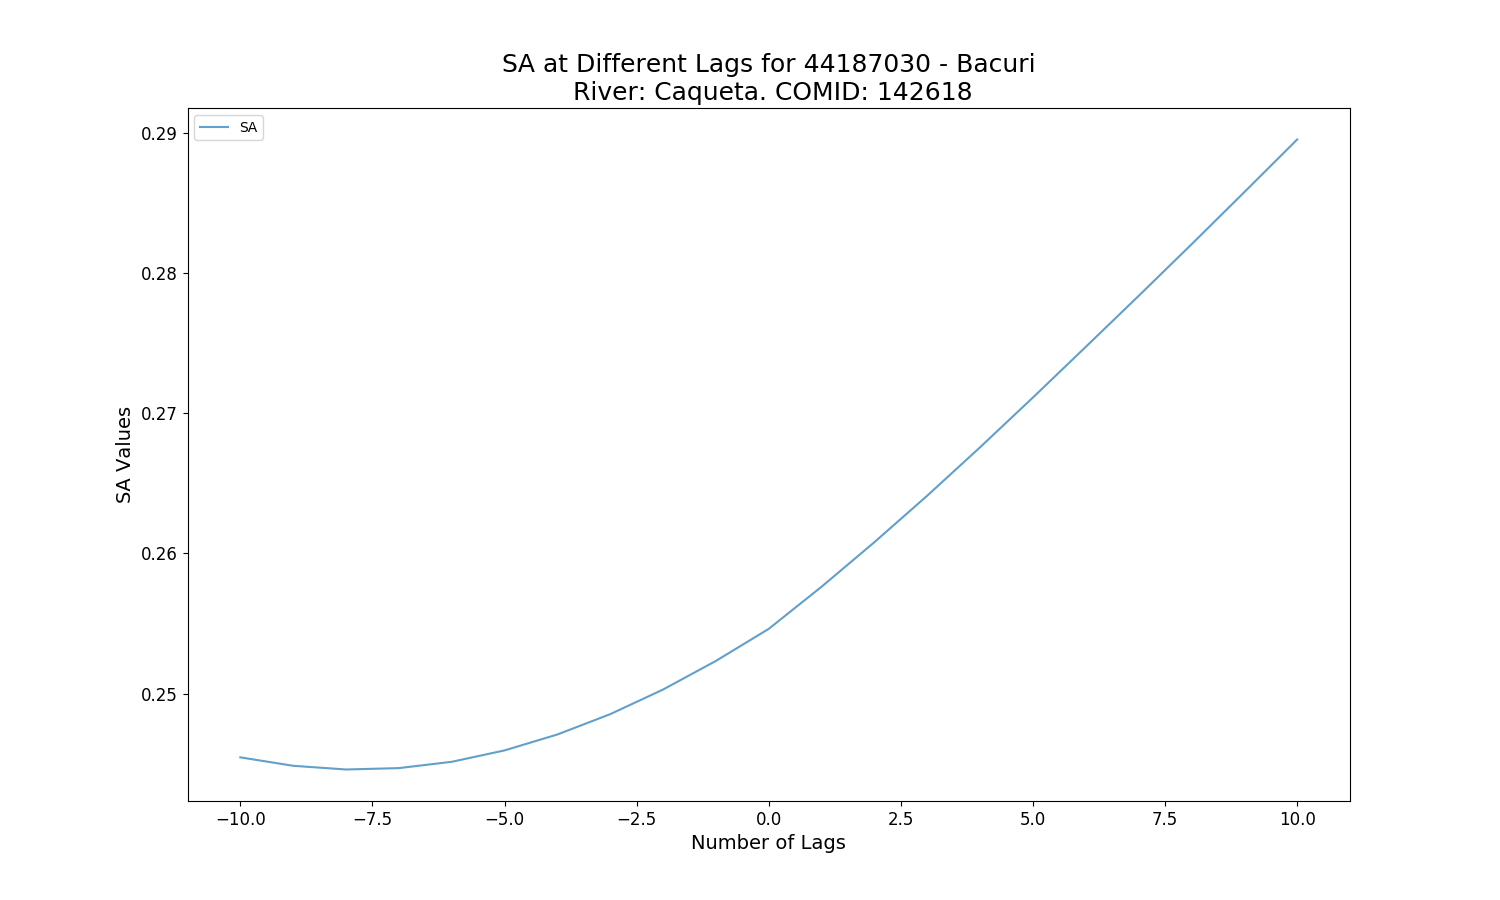 SA at Different Lags for 44187030 - Bacuri
River: Caqueta. COMID: 142618
SA
0.29
0.28
0.27
0.26
0.25
SA Values
−10.0 −7.5 −5.0 −2.5 0.0 2.5 5.0 7.5 10.0
Number of Lags